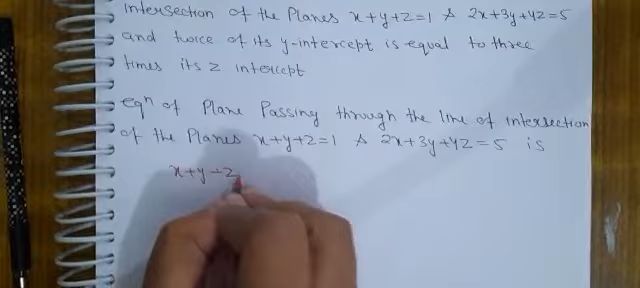 intersection of the Planes x+y+z=1 & 2x+3y+4z=5
and twice of its y-intercept is equal to three
times its z intercept
eqn of Plane Passing through the line of intersection
of the Planes x+y+z=1 & 2x+3y+4z=5 is
x+y+z